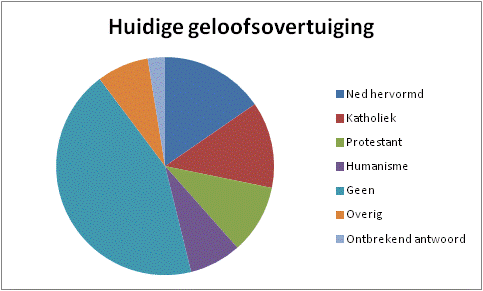 Huidige geloofsovertuiging
Ned hervormd
Katholiek
Protestant
Humanisme
Geen
Overig
Ontbrekend antwoord